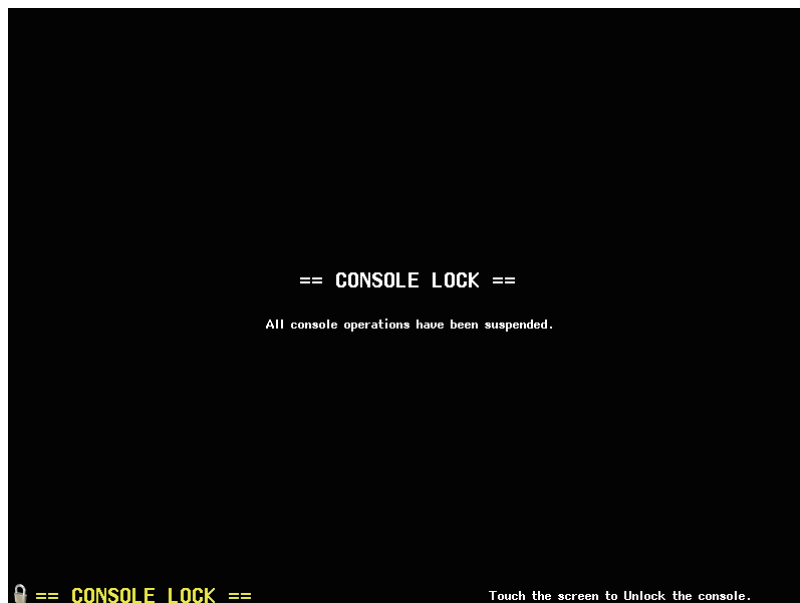 == CONSOLE LOCK ==
All console operations have been suspended.
== CONSOLE LOCK ==
Touch the screen to Unlock the console.